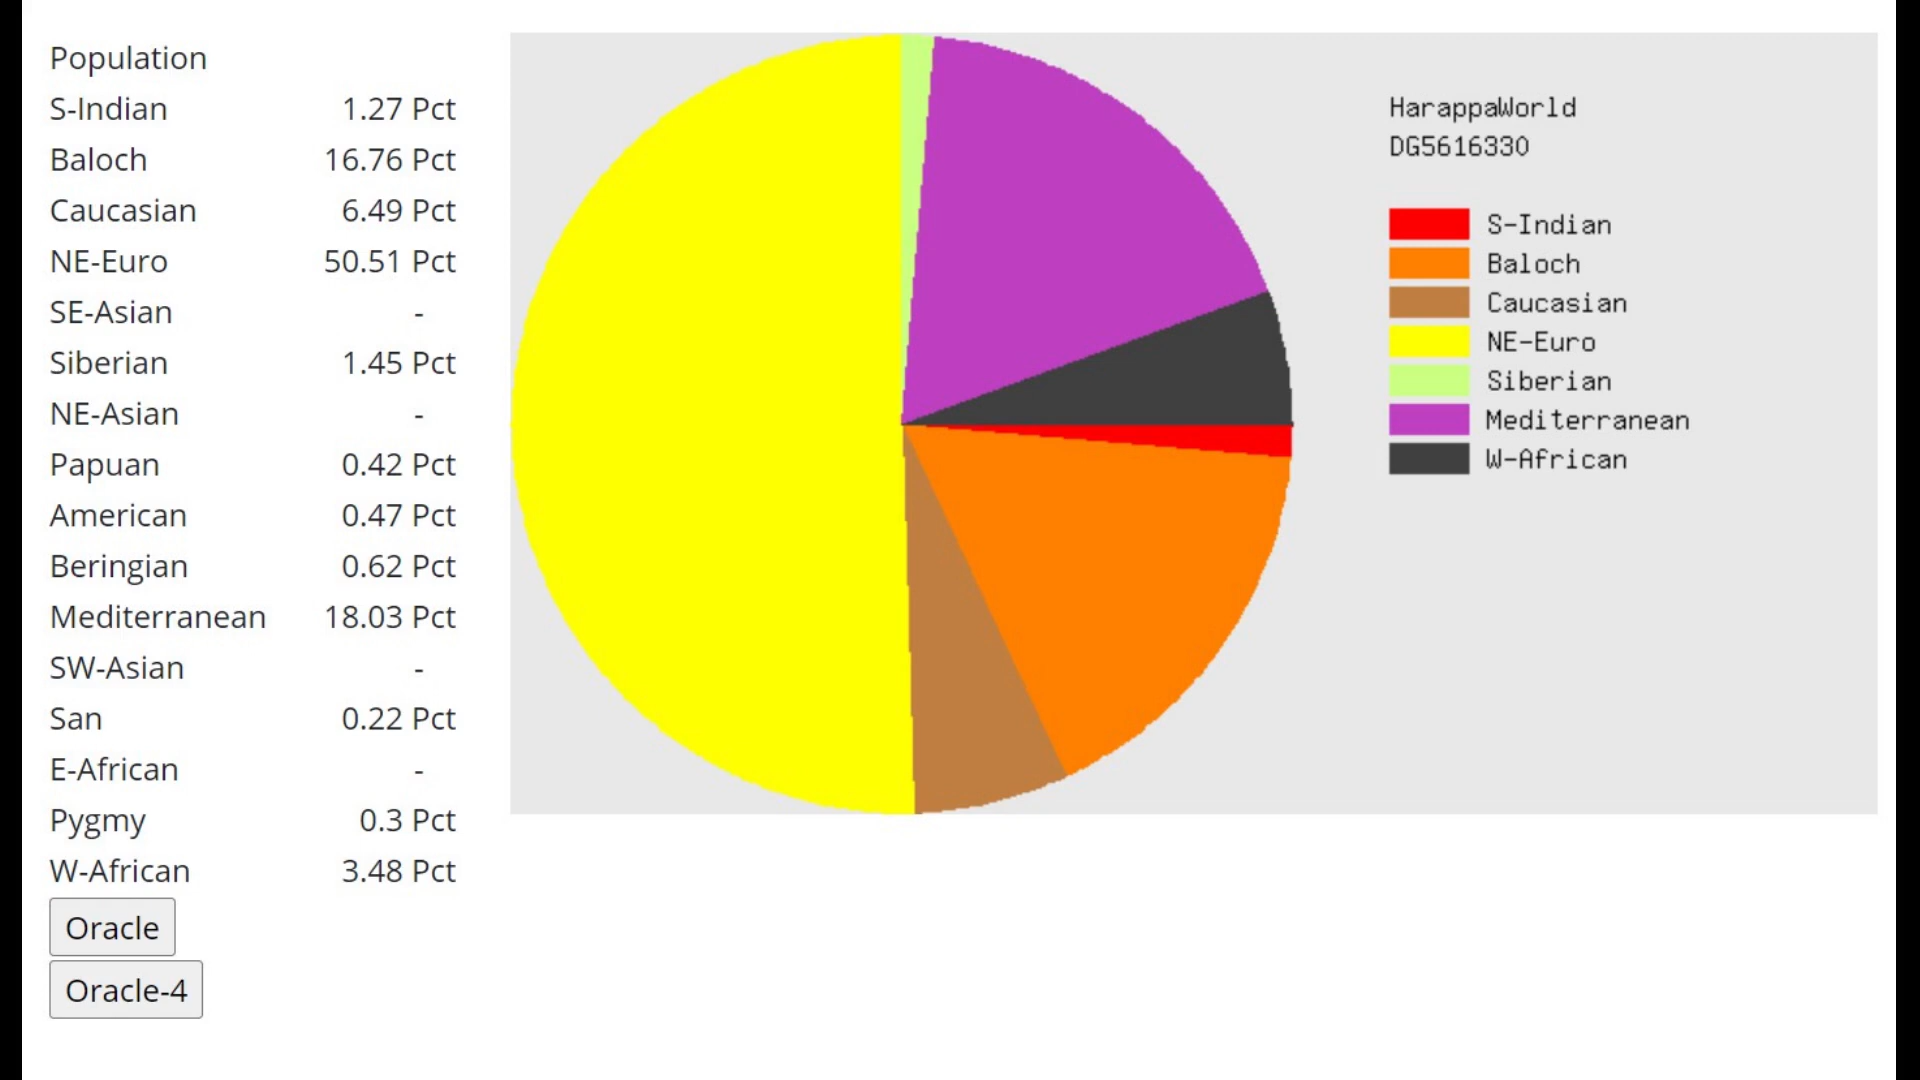 Population
S-Indian 1.27 Pct
Baloch 16.76 Pct
Caucasian 6.49 Pct
NE-Euro 50.51 Pct
SE-Asian -
Siberian 1.45 Pct
NE-Asian -
Papuan 0.42 Pct
American 0.47 Pct
Beringian 0.62 Pct
Mediterranean 18.03 Pct
SW-Asian -
San 0.22 Pct
E-African -
Pygmy 0.3 Pct
W-African 3.48 Pct
Oracle
Oracle-4
HarappaWorld
DG5616330
S-Indian
Baloch
Caucasian
NE-Euro
Siberian
Mediterranean
W-African